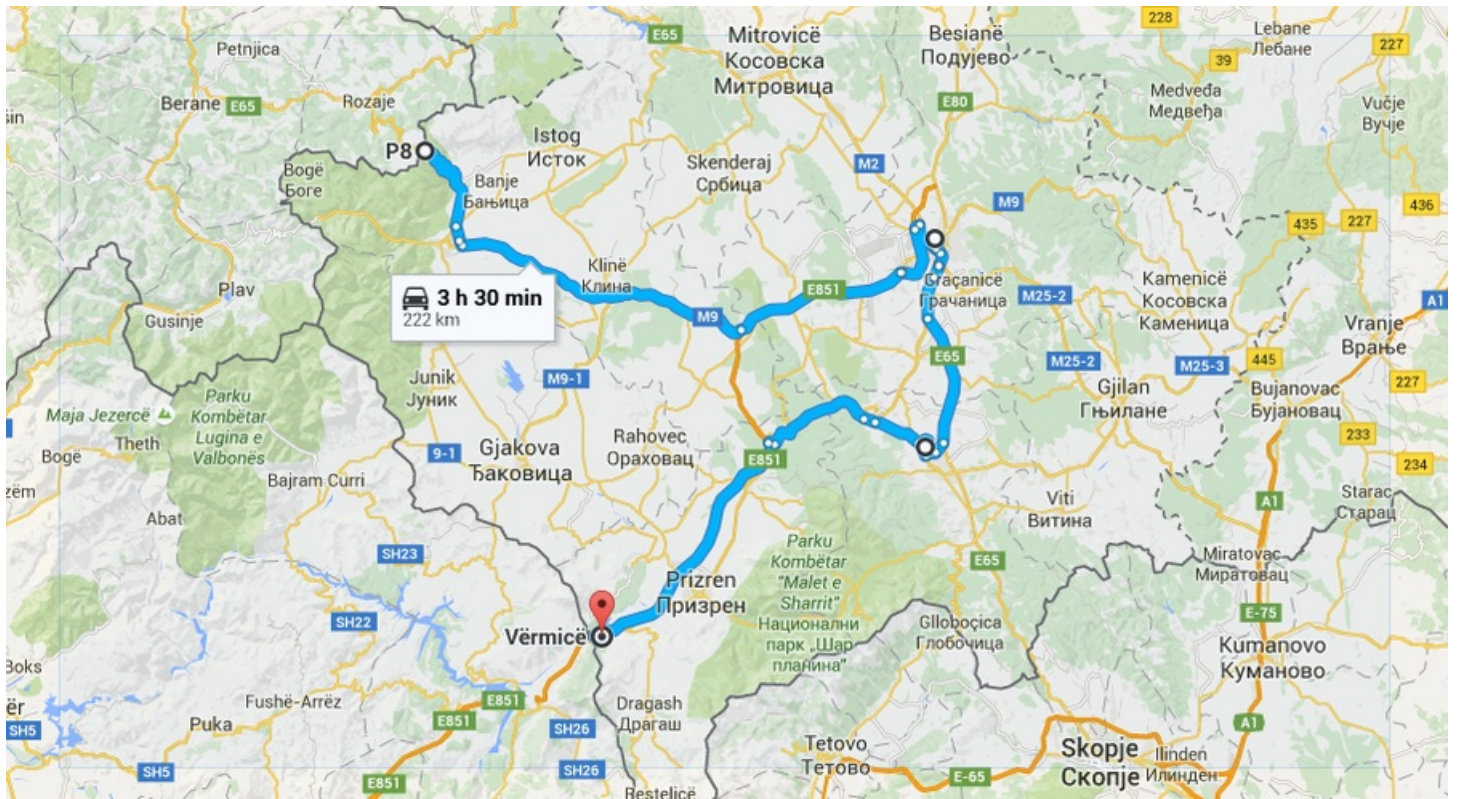 228
Lebane
Лебане
E65
Mitrovicë
Косовска
Митровица
Besianë
Подујево
227
Petnjica
39
Medveđa
Медвеђа
Vučje
Вучје
Berane
E65
Rozaje
E80
P8
Istog
Исток
M2
Skenderaj
Србица
Bogë
Боге
Banje
Бањица
M9
436
435
227
Klinë
Клина
Graçanicë
Грачаница
Kamenicë
Косовска
Каменица
3 h 30 min
222 km
E851
M25-2
A1
Plav
Gusinje
M9
Vranje
Врање
E65
M25-2
M25-3
445
Junik
Јуник
M9-1
Gjilan
Гњилане
Bujanovac
Бујановац
227
Parku
Kombëtar
Lugina e
Valbonës
Maja Jezercë
Theth
Rahovec
Ораховац
233
Gjakova
Ђаковица
9-1
Bogë
E851
234
Bajram Curri
Viti
Витина
A1
Starac
Старац
Abat
SH23
Parku
Kombëtar
"Malet e
Sharrit"
Национални
парк „Шар
планина"
E65
Miratovac
Миратовац
Prizren
Призрен
E-75
SH22
Vërmicë
Glloboçica
Глобочица
Kumanovo
Куманово
Fushë-Arrëz
E851
Dragash
Драгаш
E851
SH5
Puka
SH26
A1
Tetovo
Тетово
Skopje
Скопје
Ilinden
Илинден
SH5
SH26
E851
E-65
Restelicë